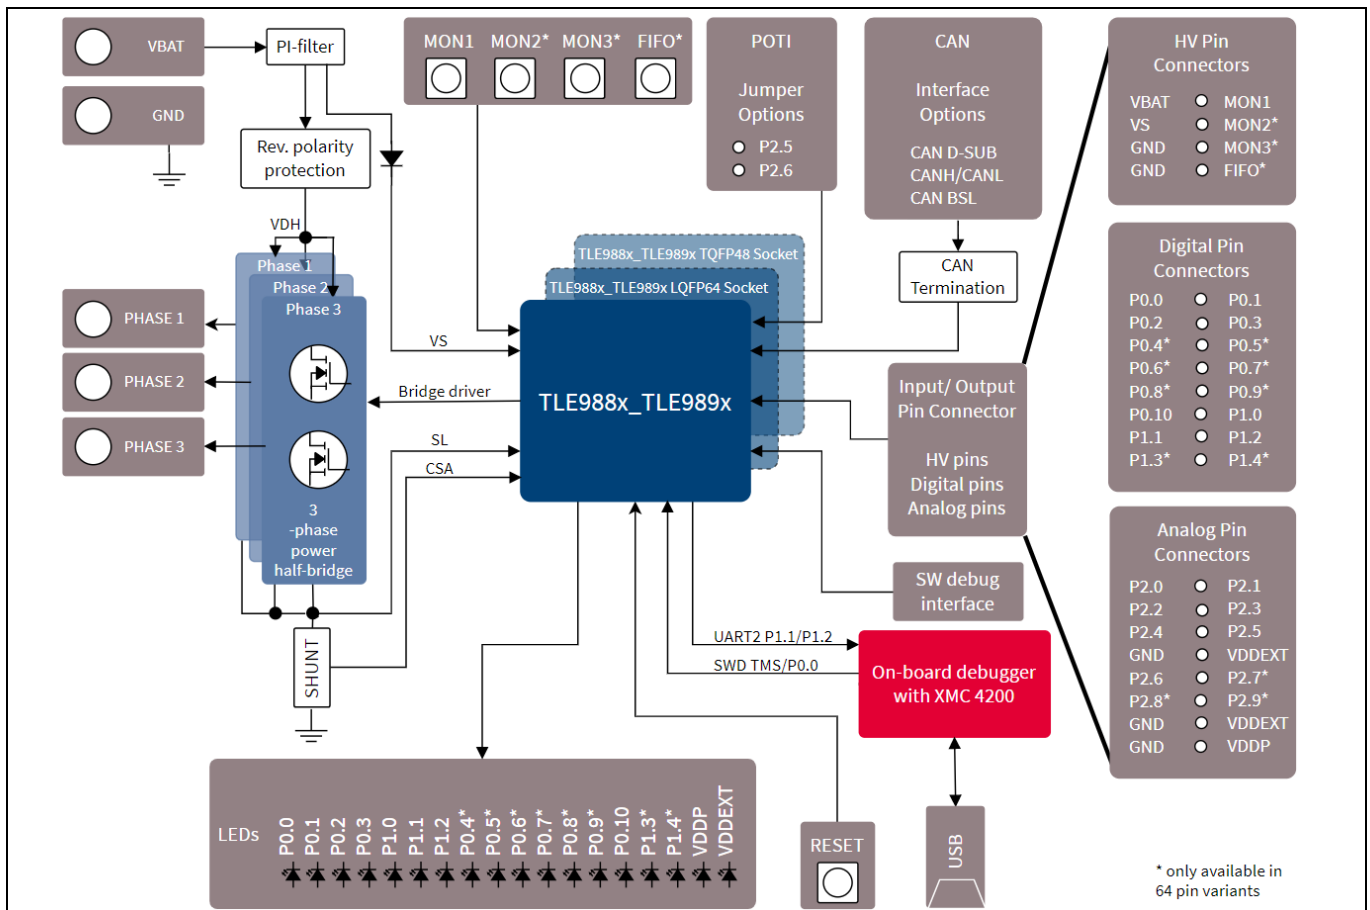 VBAT
GND
PI-filter
Rev. polarity
protection
VDH
MON1 MON2* MON3* FIFO*
POTI
Jumper
Options
P2.5
P2.6
CAN
Interface
Options
CAN D-SUB
CANH/CANL
CAN BSL
CAN
Termination
HV Pin
Connectors
VBAT MON1
VS MON2*
GND MON3*
GND FIFO*
Digital Pin
Connectors
P0.0 P0.1
P0.2 P0.3
P0.4* P0.5*
P0.6* P0.7*
P0.8* P0.9*
P0.10 P1.0
P1.1 P1.2
P1.3* P1.4*
Analog Pin
Connectors
P2.0 P2.1
P2.2 P2.3
P2.4 P2.5
GND VDDEXT
P2.6 P2.7*
P2.8* P2.9*
GND VDDEXT
GND VDDP
Phase 1
Phase 2
Phase 3
PHASE 1
PHASE 2
PHASE 3
3
-phase
power
half-bridge
SHUNT
VS
Bridge driver
SL
CSA
TLE988x_TLE989x TQFP48 Socket
TLE988x_TLE989x LQFP64 Socket
TLE988x_TLE989x
Input/ Output
Pin Connector
HV pins
Digital pins
Analog pins
SW debug
interface
UART2 P1.1/P1.2
SWD TMS/P0.0
On-board debugger
with XMC 4200
LEDs
P0.0
P0.1
P0.2
P0.3
P1.0
P1.1
P1.2
P0.4*
P0.5*
P0.6*
P0.7*
P0.8*
P0.9*
P0.10
P1.3*
P1.4*
VDDP
VDDEXT
RESET
USB
* only available in
64 pin variants